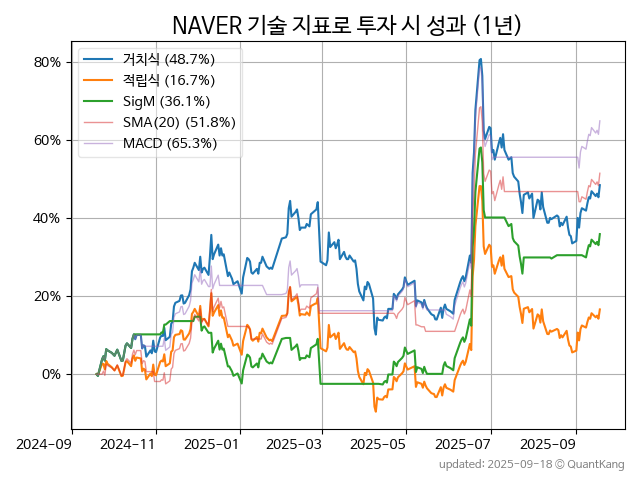 NAVER 기술 지표로 투자 시 성과 (1년)
거치식 (48.7%)
적립식 (16.7%)
SigM (36.1%)
SMA(20) (51.8%)
MACD (65.3%)
80%
60%
40%
20%
0%
2024-09 2024-11 2025-01 2025-03 2025-05 2025-07 2025-09
updated: 2025-09-18 © QuantKang